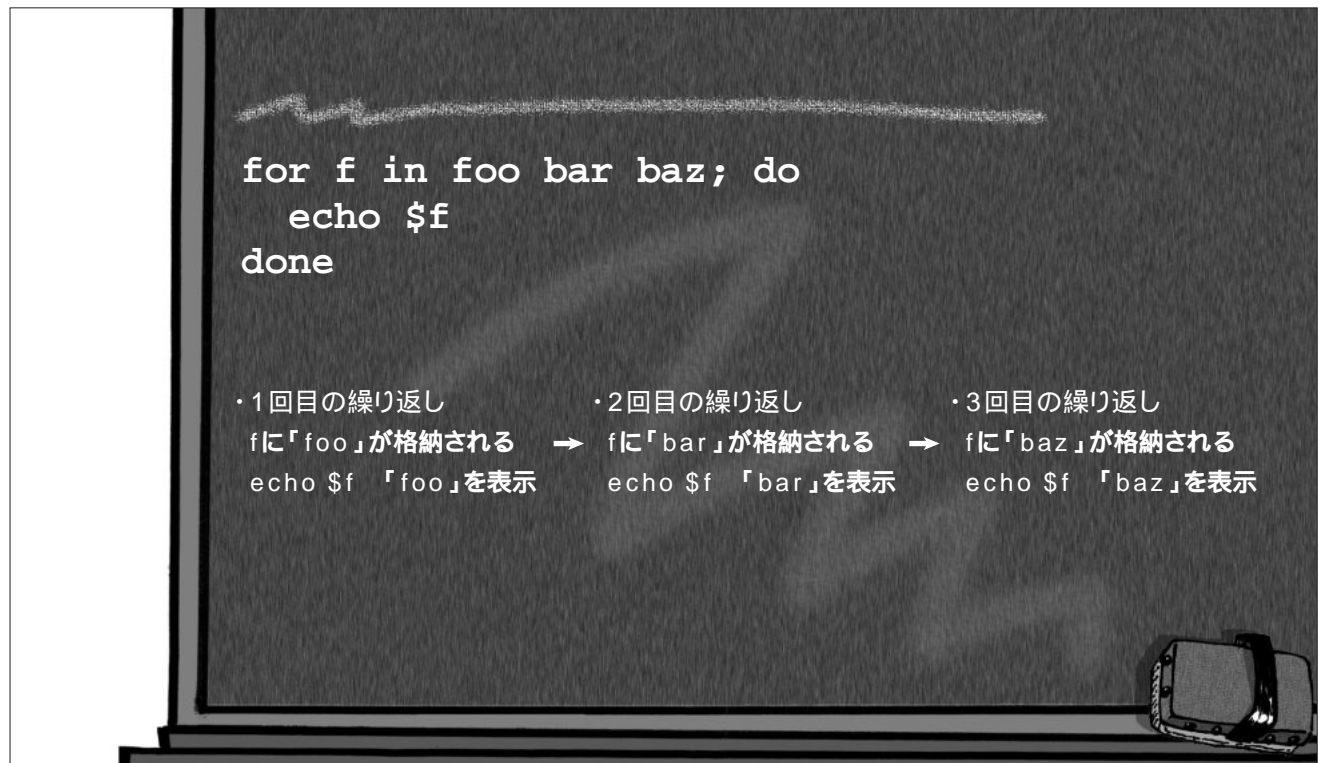 for f in foo bar baz; do
  echo $f
done
・1回目の繰り返し
fに「foo」が格納される
echo $f 「foo」を表示
→
・2回目の繰り返し
fに「bar」が格納される
echo $f 「bar」を表示
→
・3回目の繰り返し
fに「baz」が格納される
echo $f 「baz」を表示